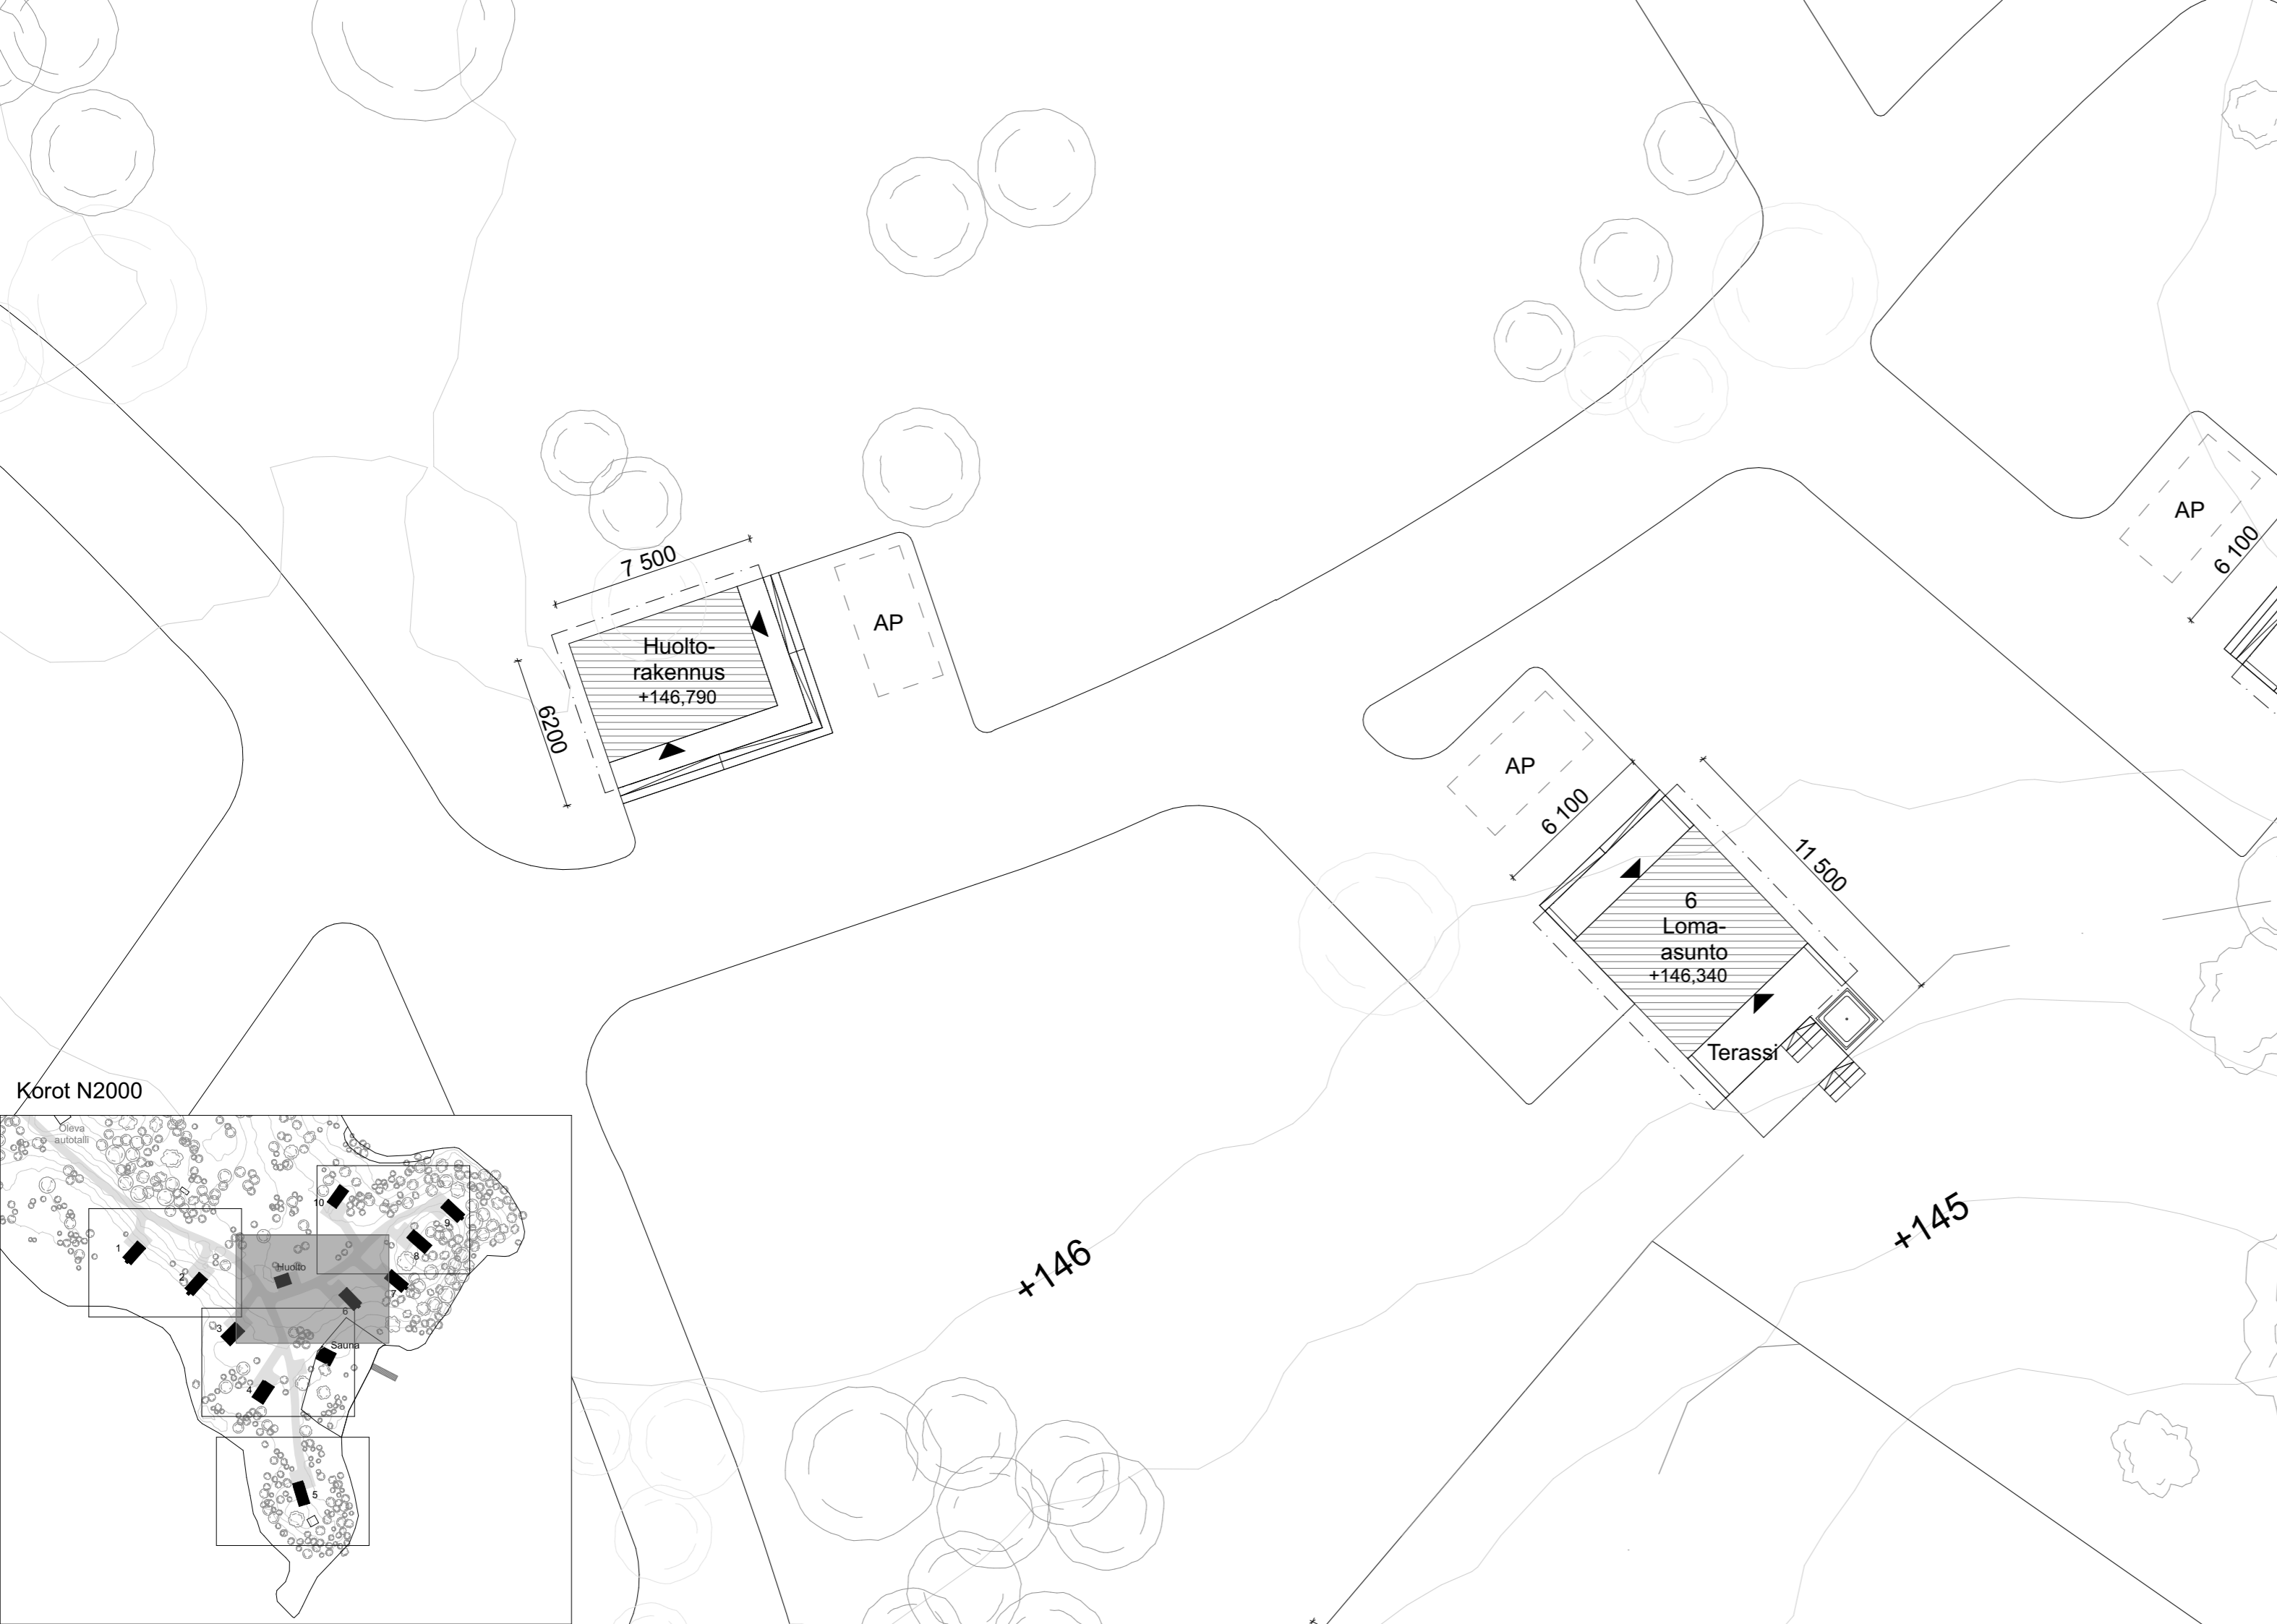 7 500
Huolto-
rakennus
+146,790
6200
AP
AP
6 100
AP
6 100
11 500
6
Loma-
asunto
+146,340
Terassi
+146
+145
Korot N2000
Oleva
autotalli
1
2
3
4
5
6
7
8
9
10
Huolto
Sauna